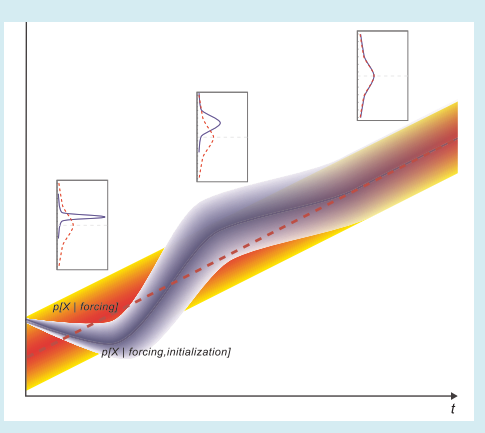 p[X | forcing]
p[X | forcing,initialization]
t